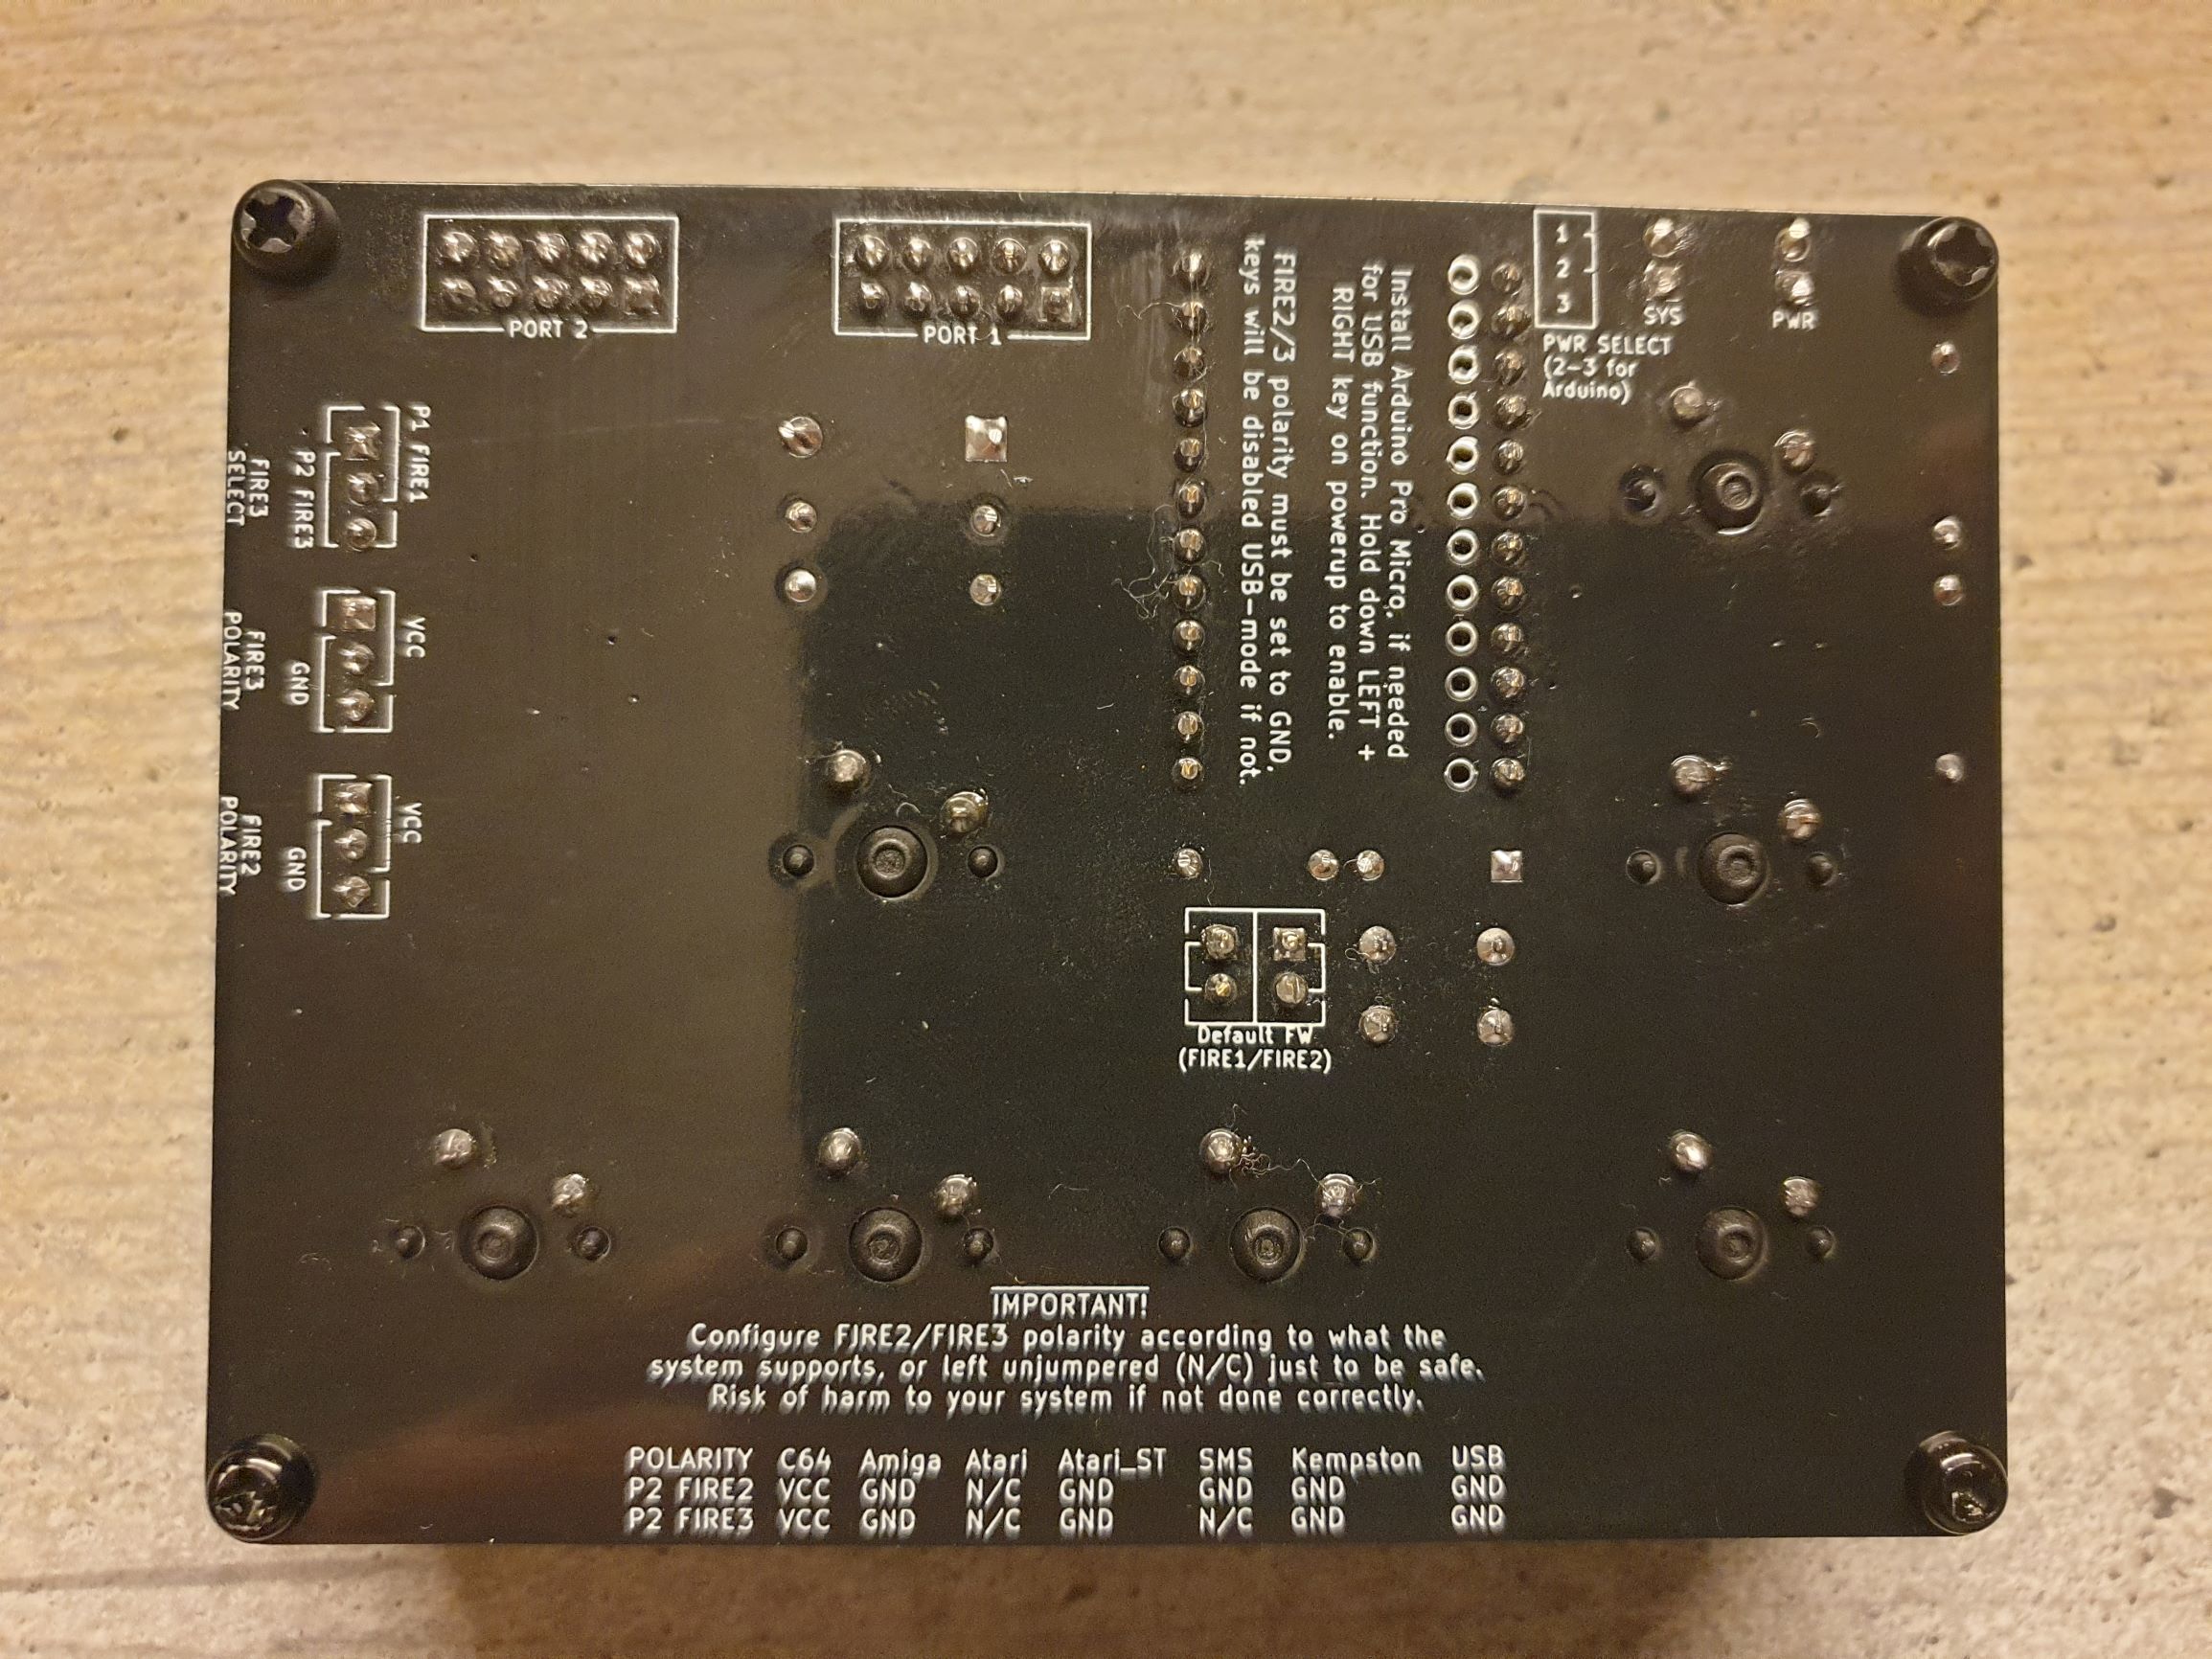 PORT 2
PORT 1
1
2
3
PWR SELECT
(2-3 for
Arduino)
SYS
PWR
P1 FIRE1
P2 FIRE3
FIRE3
SELECT
VCC
GND
FIRE3
POLARITY
VCC
GND
FIRE2
POLARITY
Install Arduino Pro Micro, if needed
for USB function. Hold down LEFT +
RIGHT key on powerup to enable.
FIRE2/3 polarity must be set to GND,
keys will be disabled USB-mode if not.
Default FW
(FIRE1/FIRE2)
IMPORTANT!
Configure FIRE2/FIRE3 polarity according to what the
system supports, or left unjumpered (N/C) just to be safe.
Risk of harm to your system if not done correctly.
POLARITY C64 Amiga Atari Atari_ST SMS Kempston USB
P2 FIRE2 VCC GND N/C GND GND GND GND
P2 FIRE3 VCC GND N/C GND N/C GND GND